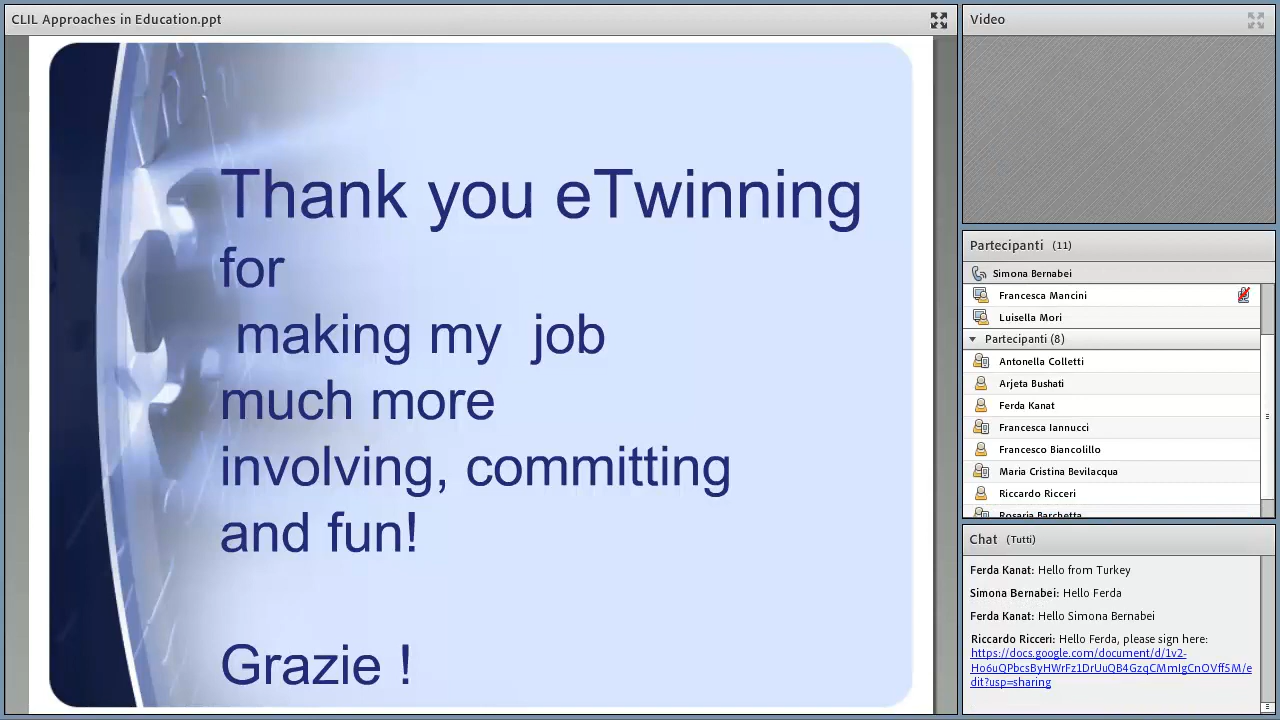 CLIL Approaches in Education.ppt
Thank you eTwinning
for
making my job
much more
involving, committing
and fun!
Grazie !
Video
Partecipanti (11)
Simona Bernabei
Francesca Mancini
Luisella Mori
Partecipanti (8)
Antonella Colletti
Arjeta Bushati
Ferda Kanat
Francesca Iannucci
Francesco Biancolillo
Maria Cristina Bevilacqua
Riccardo Ricceri
Rosaria Barchetta
Chat (Tutti)
Ferda Kanat: Hello from Turkey
Simona Bernabei: Hello Ferda
Ferda Kanat: Hello Simona Bernabei
Riccardo Ricceri: Hello Ferda, please sign here:
https://docs.google.com/document/d/1v2-
Ho6uQPbcsByHWrFz1DrUuQB4GzqCMmIgCnOVff5M/e
dit?usp=sharing